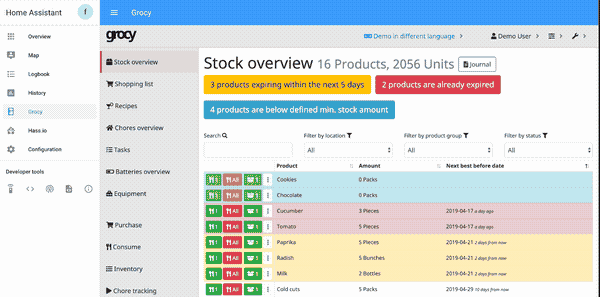 Home Assistant
f
Overview
Map
Logbook
History
Grocy
Hass.io
Configuration
Developer tools
Grocy
grocy
Demo in different language
Demo User
Stock overview
Shopping list
Recipes
Chores overview
Tasks
Batteries overview
Equipment
Purchase
Consume
Inventory
Chore tracking
Stock overview 16 Products, 2056 Units
Journal
3 products expiring within the next 5 days
2 products are already expired
4 products are below defined min. stock amount
Search
Filter by location
All
Filter by product group
All
Filter by status
All
Product Amount Next best before date
1 All 1 Cookies 0 Packs
1 All 1 Chocolate 0 Packs
1 All 1 Cucumber 3 Pieces 2019-04-17 a day ago
1 All 1 Tomato 5 Pieces 2019-04-17 a day ago
1 All 1 Paprika 5 Pieces 2019-04-21 2 days from now
1 All 1 Radish 5 Bunches 2019-04-21 2 days from now
1 All 1 Milk 2 Bottles 2019-04-21 2 days from now
1 All 1 Cold cuts 5 Packs 2019-04-29 10 days from now